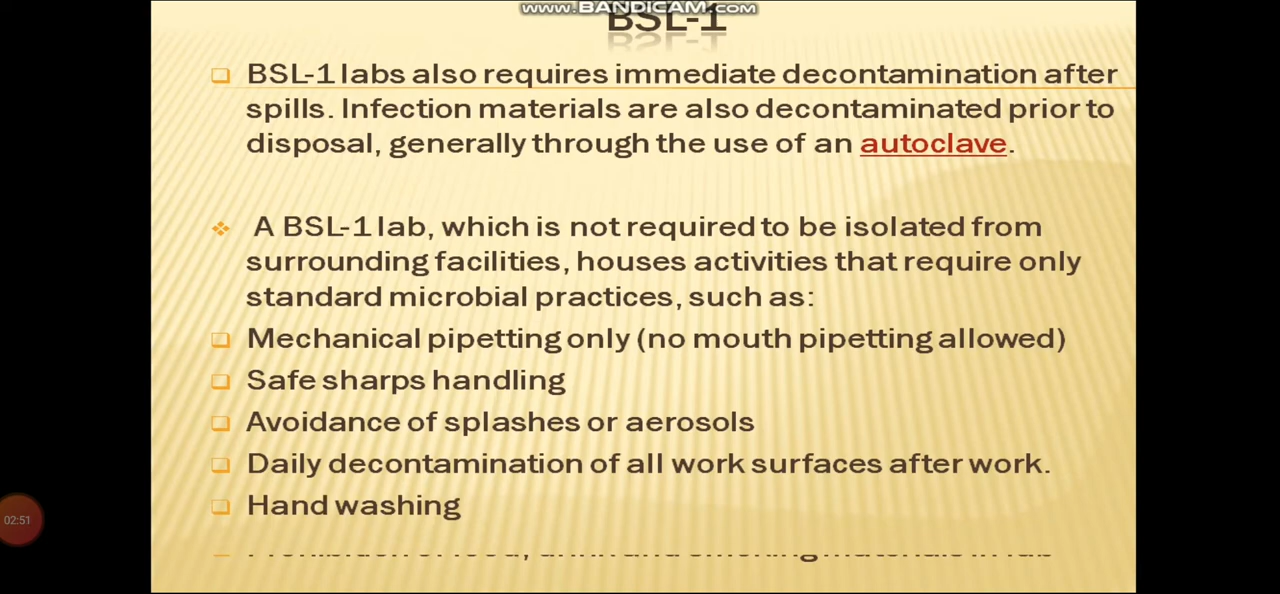 WWW.BANDICAM.COM
BSL-1
BSL-1 labs also requires immediate decontamination after
spills. Infection materials are also decontaminated prior to
disposal, generally through the use of an autoclave.
A BSL-1 lab, which is not required to be isolated from
surrounding facilities, houses activities that require only
standard microbial practices, such as:
Mechanical pipetting only (no mouth pipetting allowed)
Safe sharps handling
Avoidance of splashes or aerosols
Daily decontamination of all work surfaces after work.
Hand washing
02:51